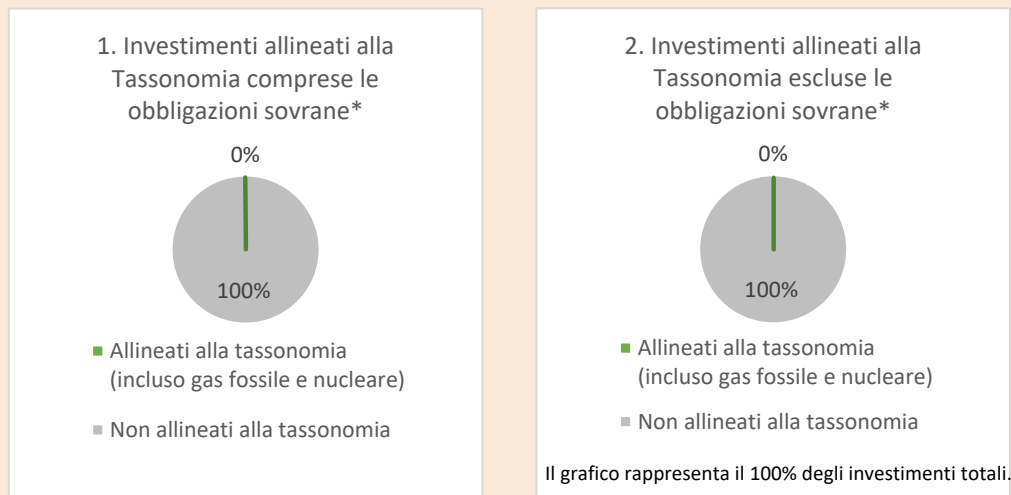 1. Investimenti allineati alla
Tassonomia comprese le
obbligazioni sovrane*
0%
100%
Allineati alla tassonomia
(incluso gas fossile e nucleare)
Non allineati alla tassonomia
2. Investimenti allineati alla
Tassonomia escluse le
obbligazioni sovrane*
0%
100%
Allineati alla tassonomia
(incluso gas fossile e nucleare)
Non allineati alla tassonomia
Il grafico rappresenta il 100% degli investimenti totali.